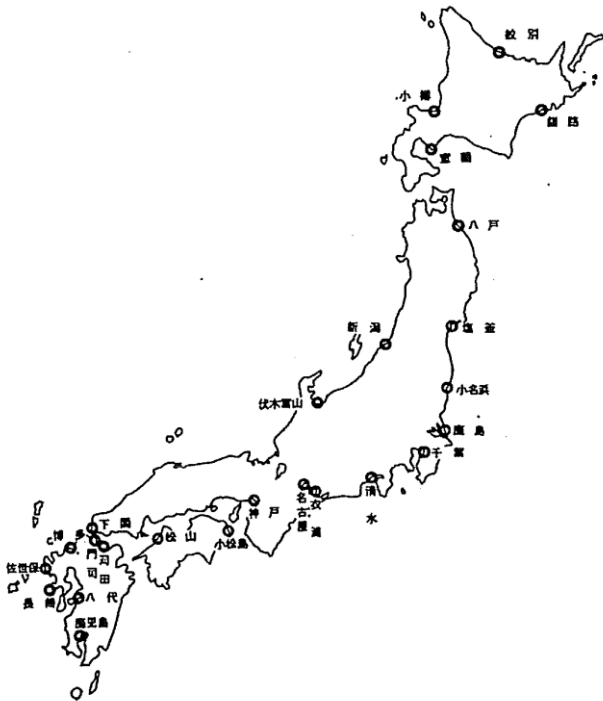 紋別
小樽
釧路
室蘭
八戸
新潟
塩釜
小名浜
伏木富山
鹿島
千葉
清水
名古屋
衣浦
神戸
下関
博多
門司
苅田
松山
小松島
佐世保
長崎
八代
鹿児島